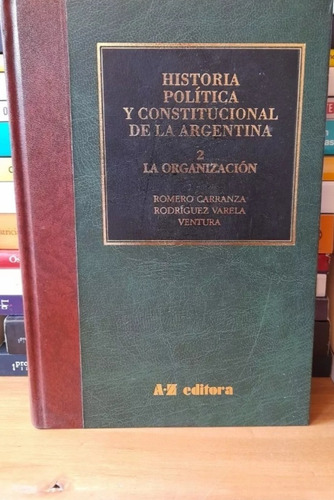 HISTORIA
POLÍTICA
Y CONSTITUCIONAL
DE LA ARGENTINA
2
LA ORGANIZACIÓN
ROMERO CARRANZA
RODRÍGUEZ VARELA
VENTURA
A-Z editora